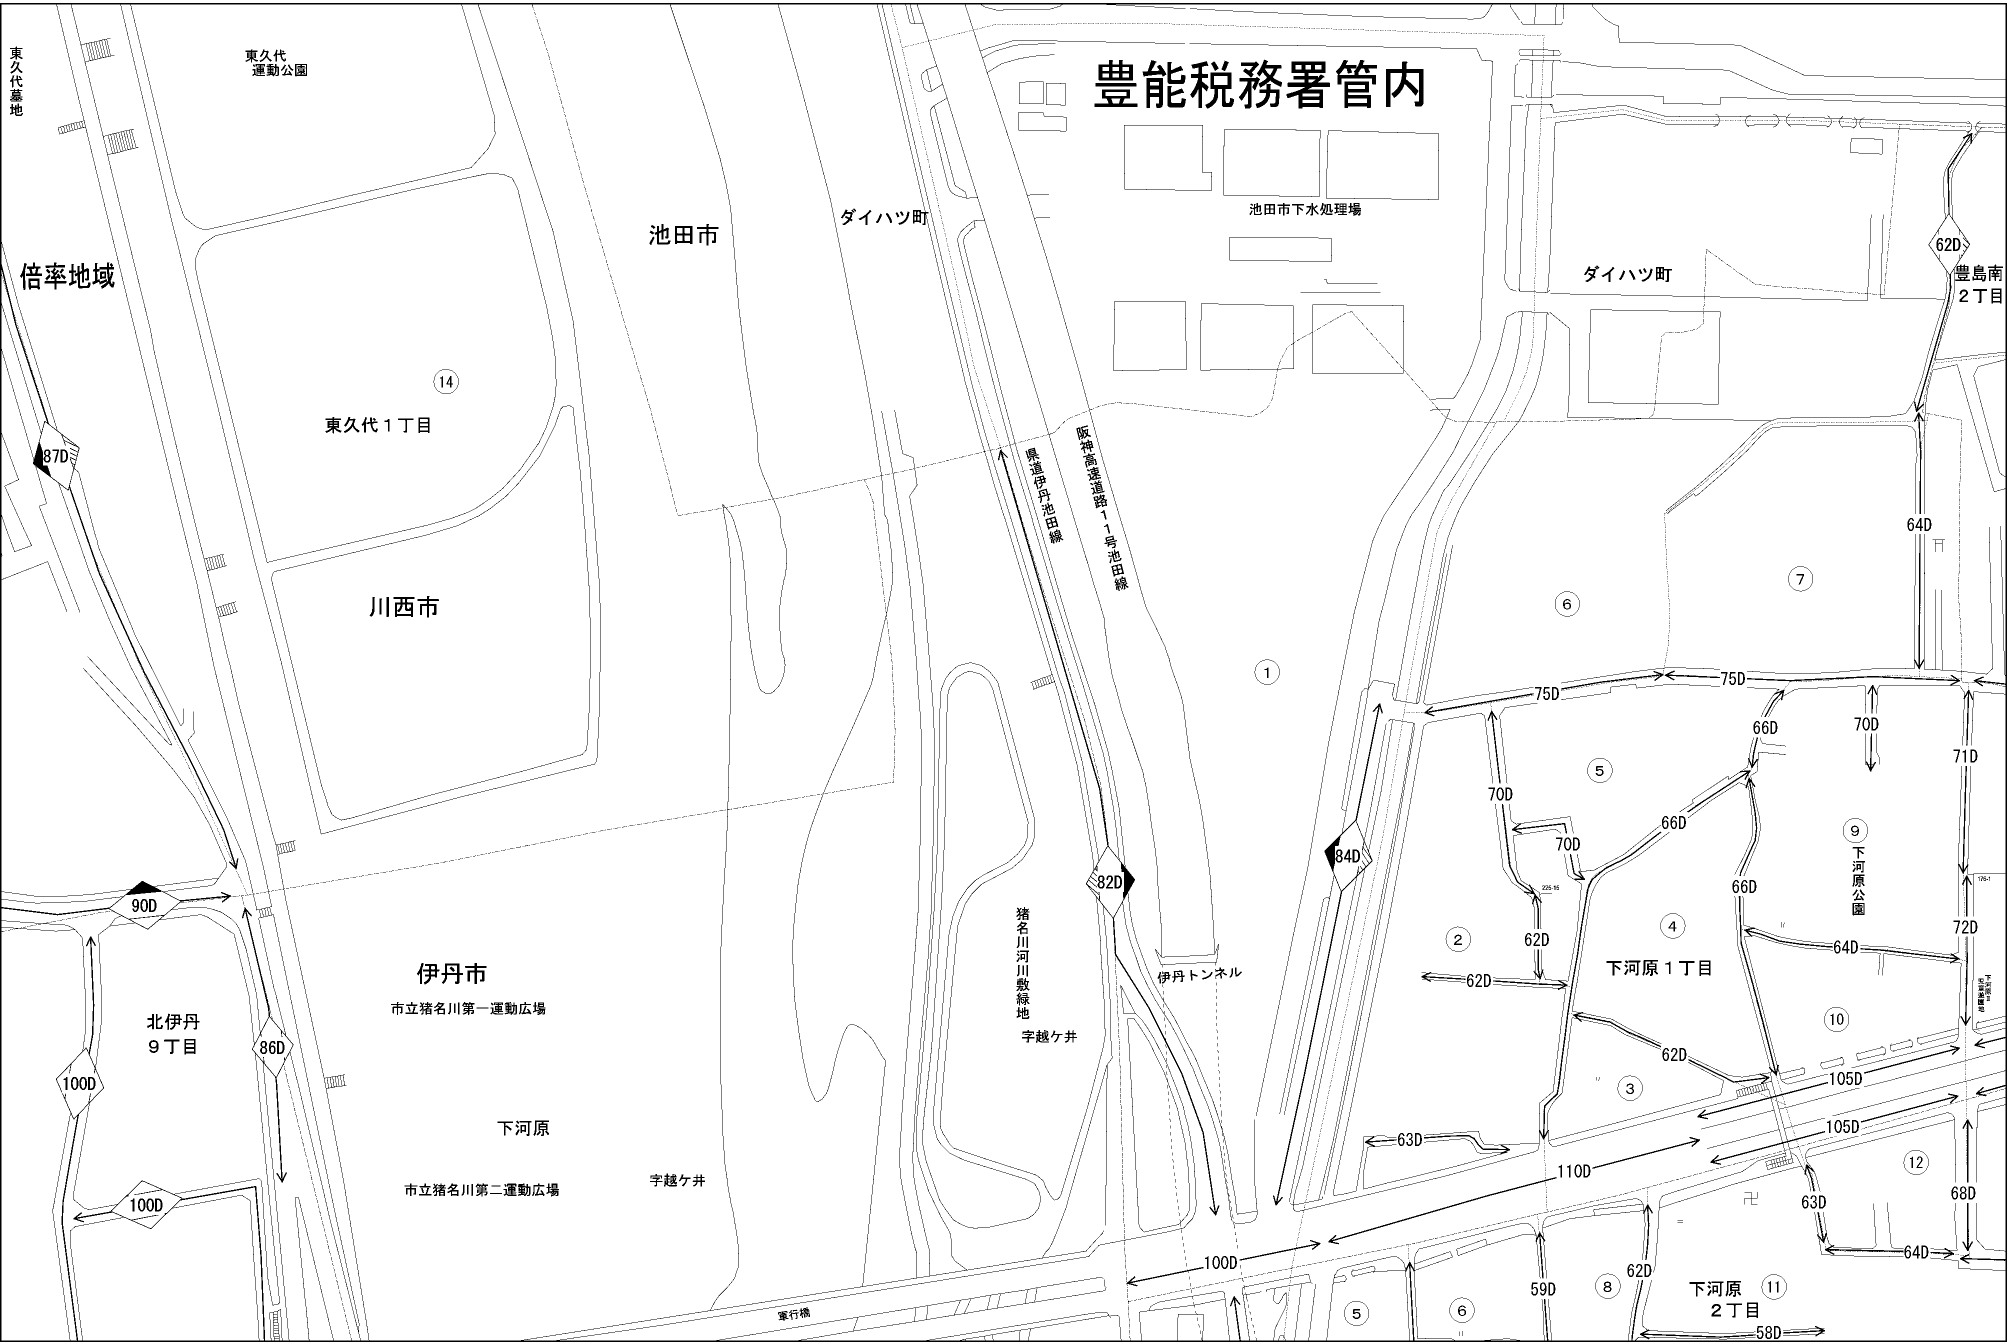 東久代墓地
東久代
運動公園
豊能税務署管内
池田市下水処理場
池田市
ダイハツ町
倍率地域
ダイハツ町
62D
豊島南
2丁目
14
東久代1丁目
87D
県道伊丹池田線
阪神高速道路11号池田線
64D
川西市
6
7
1
75D
75D
66D
70D
71D
5
70D
70D
66D
9
下河原公園
84D
82D
66D
225-15
176-1
90D
猪名川河川敷緑地
2
62D
4
72D
64D
下河原1丁目
伊丹市
伊丹トンネル
62D
市立猪名川第一運動広場
北伊丹
9丁目
86D
字越ケ井
10
100D
62D
3
105D
下河原
105D
63D
110D
12
字越ケ井
市立猪名川第二運動広場
100D
63D
68D
64D
100D
62D
59D
8
下河原
2丁目
11
軍行橋
5
6
58D